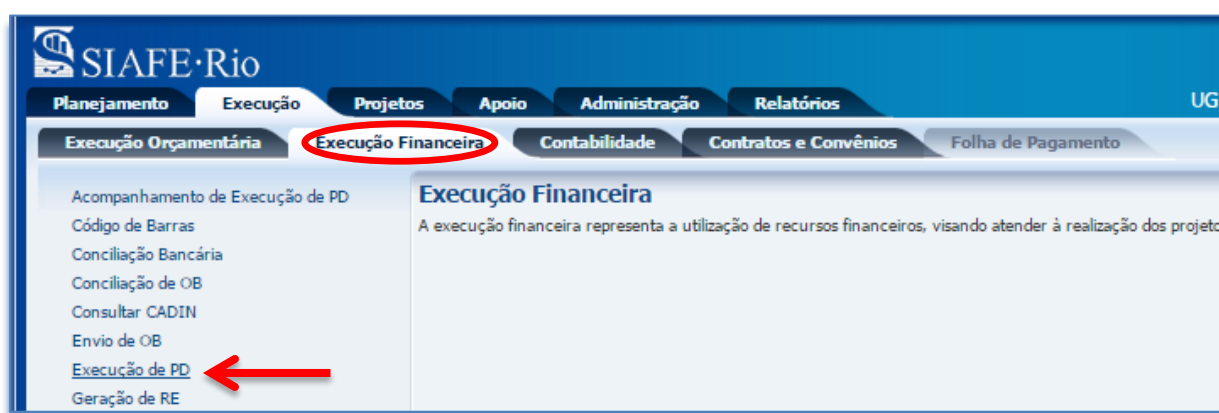 SIAFE·Rio
Planejamento Execução Projetos Apoio Administração Relatórios UG
Execução Orçamentária Execução Financeira Contabilidade Contratos e Convênios Folha de Pagamento
Acompanhamento de Execução de PD
Código de Barras
Conciliação Bancária
Conciliação de OB
Consultar CADIN
Envio de OB
Execução de PD
Geração de RE
Execução Financeira
A execução financeira representa a utilização de recursos financeiros, visando atender à realização dos projeto